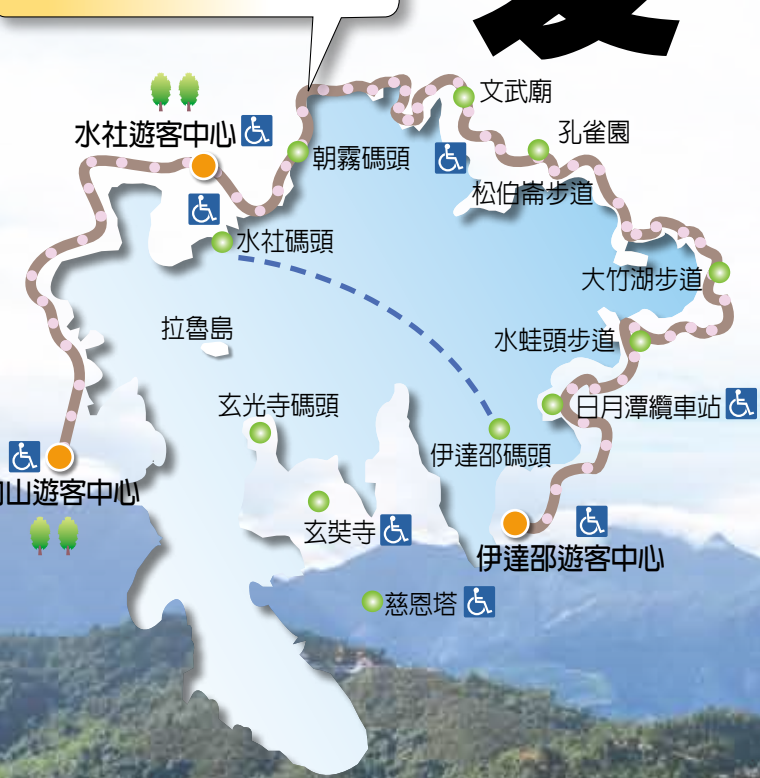 文武廟
孔雀園
水社遊客中心
朝霧碼頭
松伯崙步道
水社碼頭
大竹湖步道
拉魯島
水蛙頭步道
玄光寺碼頭
日月潭纜車站
伊達邵碼頭
山遊客中心
玄奘寺
伊達邵遊客中心
慈恩塔